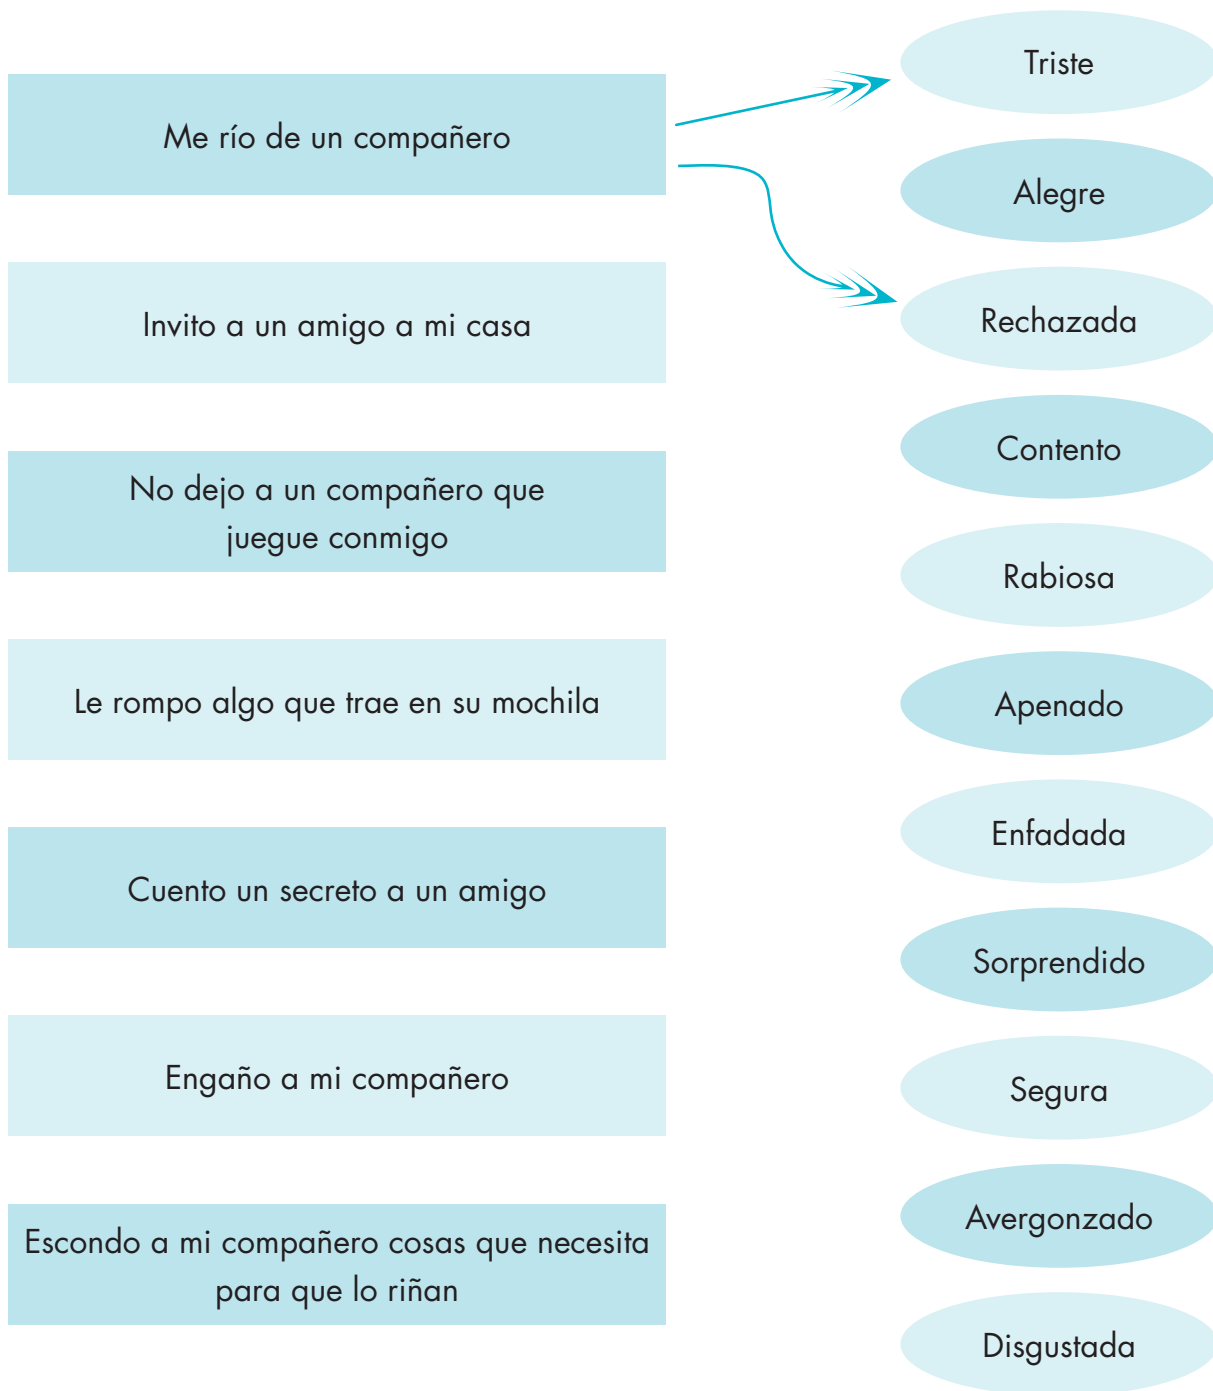 Me río de un compañero
Invito a un amigo a mi casa
No dejo a un compañero que
juegue conmigo
Le rompo algo que trae en su mochila
Cuento un secreto a un amigo
Engaño a mi compañero
Escondo a mi compañero cosas que necesita
para que lo riñan
Triste
Alegre
Rechazada
Contento
Rabiosa
Apenado
Enfadada
Sorprendido
Segura
Avergonzado
Disgustada